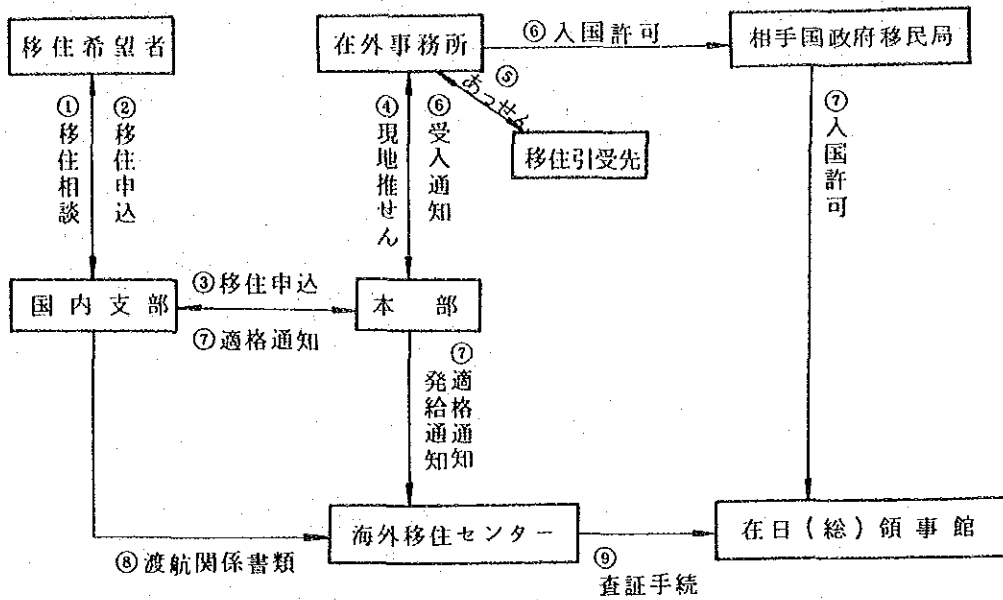 移住希望者
在外事務所
⑥入国許可
相手国政府移民局
①移住相談
②移住申込
④現地推せん
⑥受入通知
⑤
あっせん
移住引受先
⑦入国許可
国内支部
③移住申込
⑦適格通知
本部
⑦適格通知
発給通知
海外移住センター
在日(総)領事館
⑧渡航関係書類
⑨
査証手続